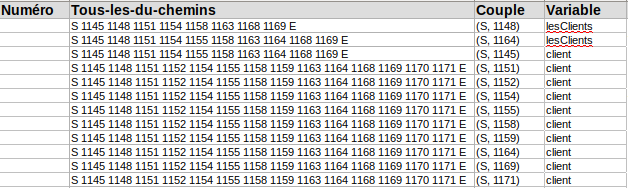 Numéro Tous-les-du-chemins Couple Variable
S 1145 1148 1151 1154 1158 1163 1168 1169 E (S, 1148) lesClients
S 1145 1148 1151 1154 1155 1158 1163 1164 1168 1169 E (S, 1164) lesClients
S 1145 1148 1151 1154 1155 1158 1163 1164 1168 1169 E (S, 1145) client
S 1145 1148 1151 1152 1154 1155 1158 1159 1163 1164 1168 1169 1170 1171 E (S, 1151) client
S 1145 1148 1151 1152 1154 1155 1158 1159 1163 1164 1168 1169 1170 1171 E (S, 1152) client
S 1145 1148 1151 1152 1154 1155 1158 1159 1163 1164 1168 1169 1170 1171 E (S, 1154) client
S 1145 1148 1151 1152 1154 1155 1158 1159 1163 1164 1168 1169 1170 1171 E (S, 1155) client
S 1145 1148 1151 1152 1154 1155 1158 1159 1163 1164 1168 1169 1170 1171 E (S, 1158) client
S 1145 1148 1151 1152 1154 1155 1158 1159 1163 1164 1168 1169 1170 1171 E (S, 1159) client
S 1145 1148 1151 1152 1154 1155 1158 1159 1163 1164 1168 1169 1170 1171 E (S, 1164) client
S 1145 1148 1151 1152 1154 1155 1158 1159 1163 1164 1168 1169 1170 1171 E (S, 1169) client
S 1145 1148 1151 1152 1154 1155 1158 1159 1163 1164 1168 1169 1170 1171 E (S, 1171) client